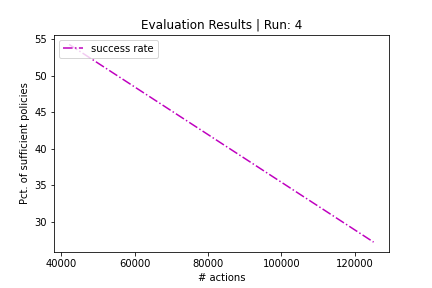 Evaluation Results | Run: 4
success rate
Pct. of sufficient policies
55
50
45
40
35
30
40000 60000 80000 100000 120000
# actions